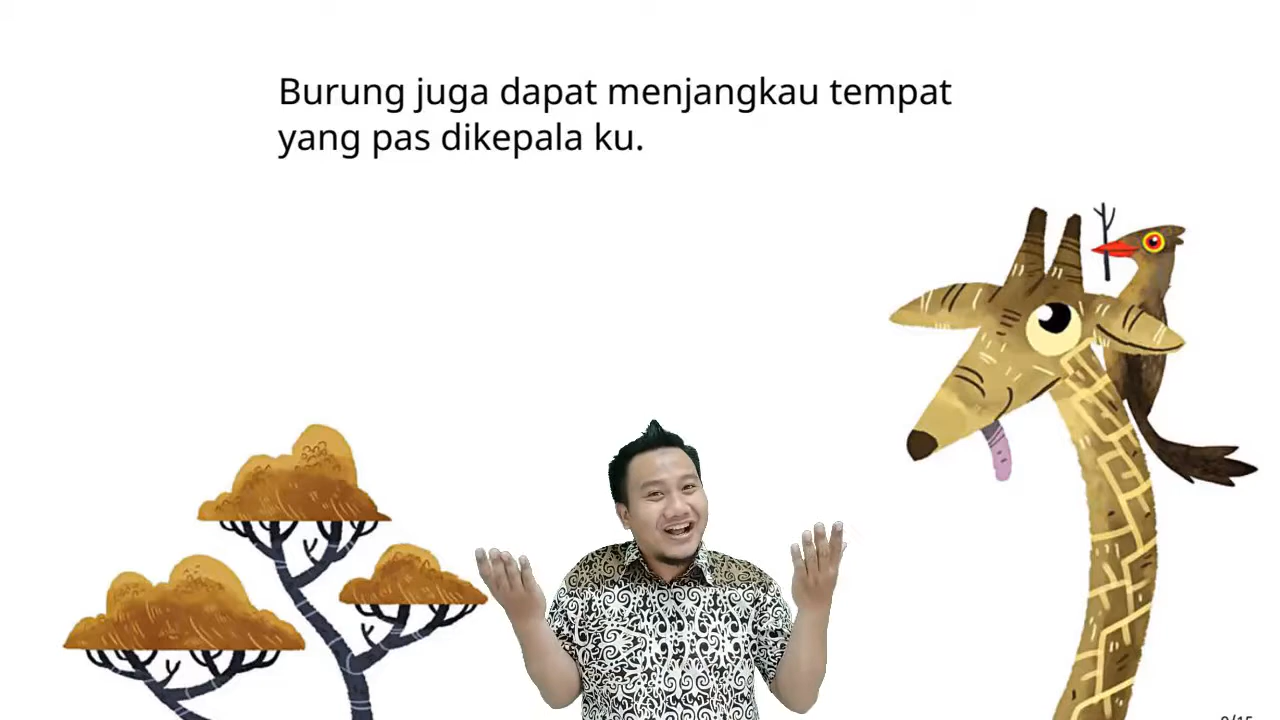 Burung juga dapat menjangkau tempat
yang pas dikepala ku.